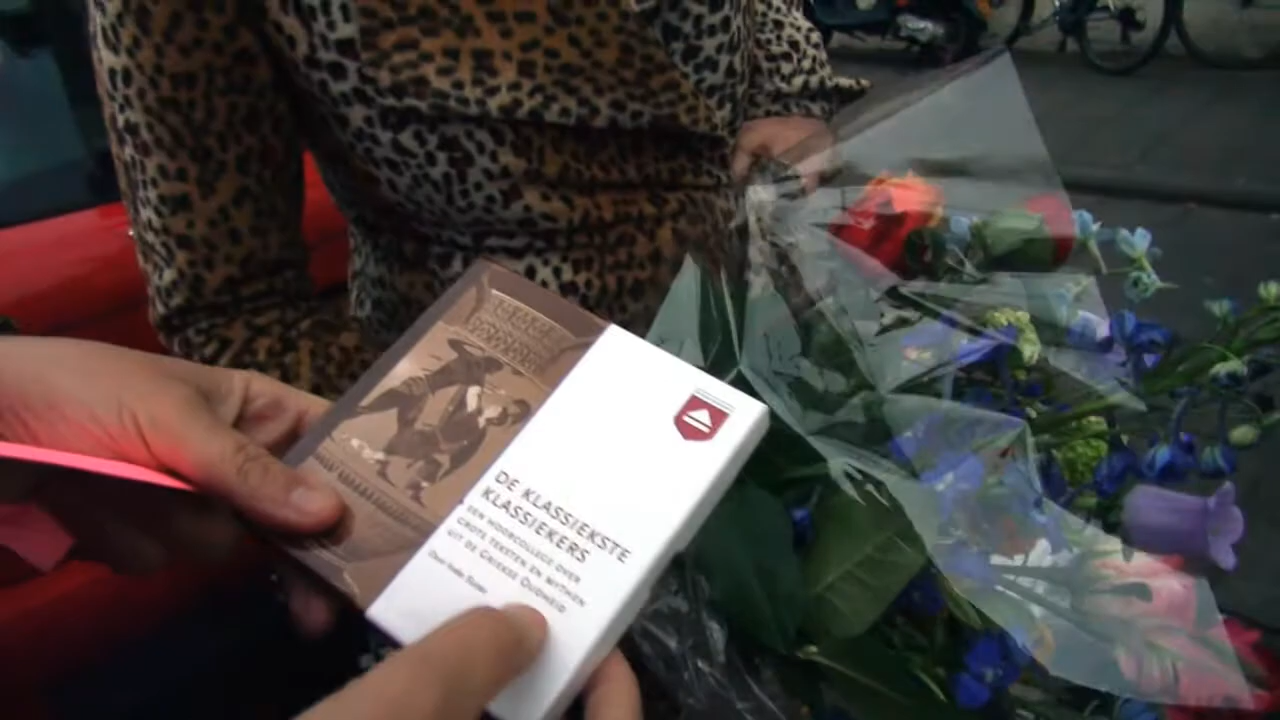 DE KLASSIEKSTE
KLASSIEKERS
EEN HOORCOLLEGE OVER
GROTE TEKSTEN EN MYTHEN
UIT DE GRIEKSE OUDHEID